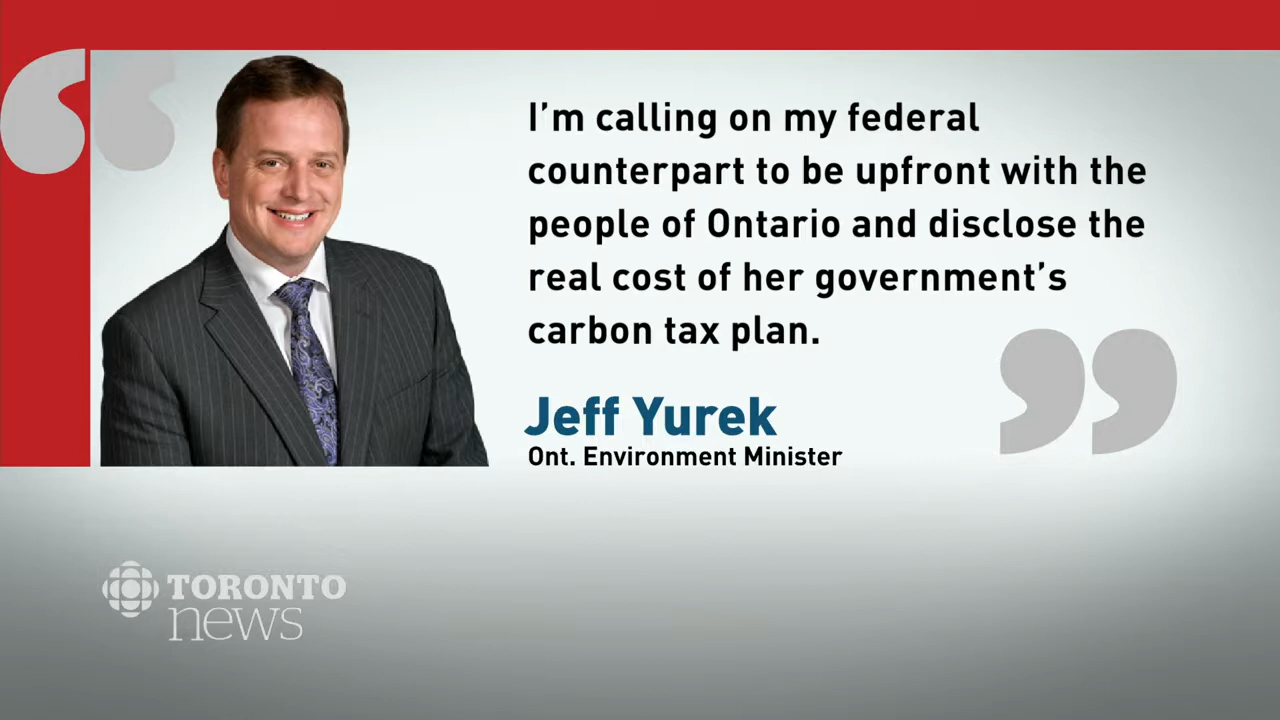 I’m calling on my federal
counterpart to be upfront with the
people of Ontario and disclose the
real cost of her government’s
carbon tax plan.
Jeff Yurek
Ont. Environment Minister
TORONTO
news